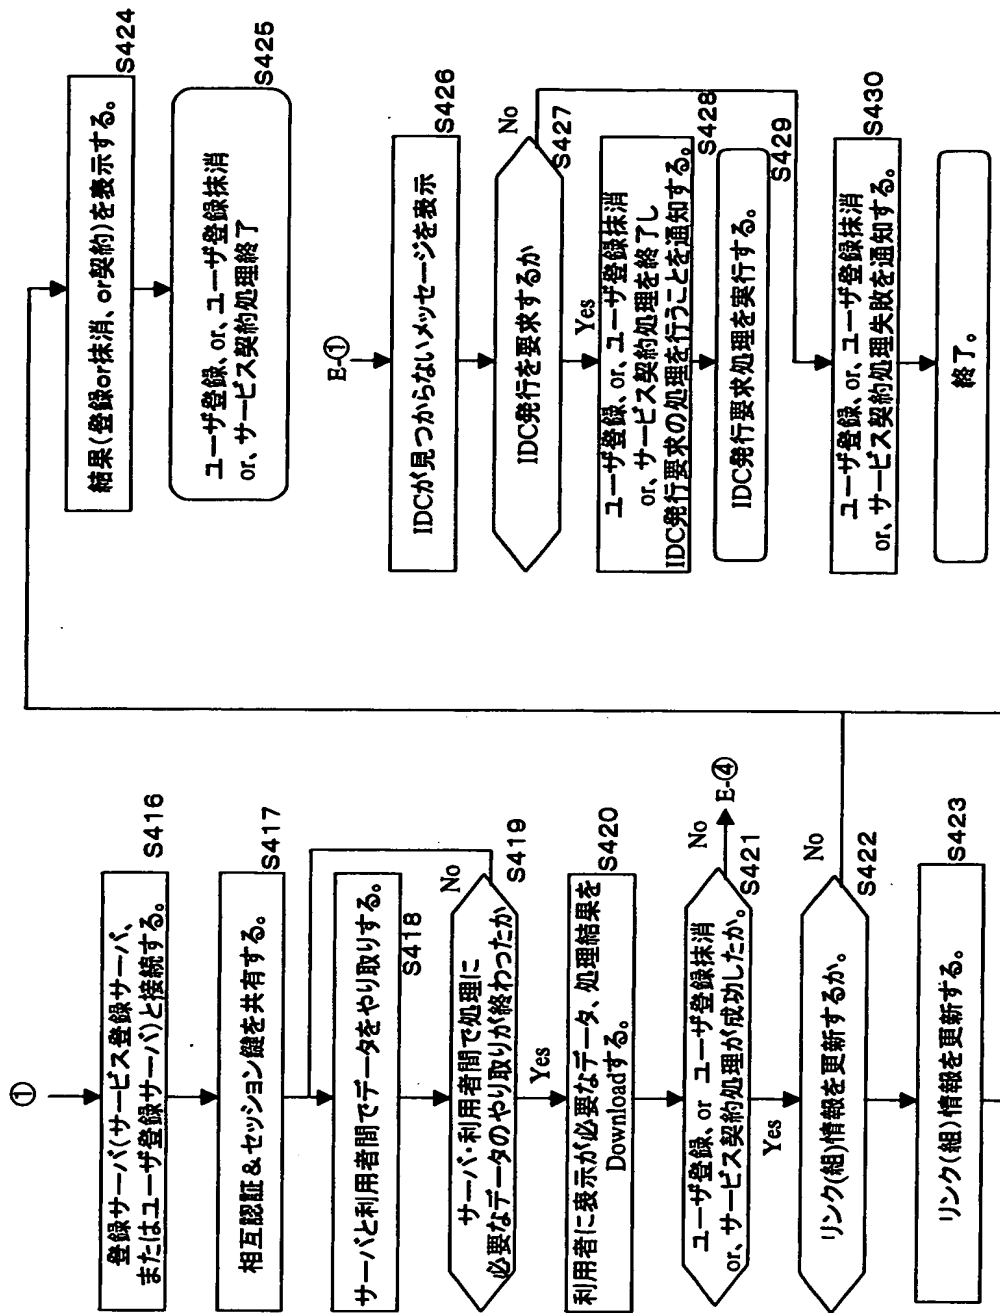 ①
登録サーバ(サービス登録サーバ、
またはユーザ登録サーバ)と接続する。
S416
相互認証&セッション鍵を共有する。
S417
サーバと利用者間でデータをやり取りする。
S418
サーバ・利用者間で処理に
必要なデータのやり取りが終わったか
No
S419
Yes
利用者に表示が必要なデータ、処理結果を
Downloadする。
S420
ユーザ登録、or ユーザ登録抹消
or、サービス契約処理が成功したか。
No
E-④
S421
Yes
リンク(組)情報を更新するか。
No
S422
リンク(組)情報を更新する。
S423
結果(登録or抹消、or契約)を表示する。
S424
ユーザ登録、or、ユーザ登録抹消
or、サービス契約処理終了
S425
E-①
IDCが見つからないメッセージを表示
S426
IDC発行を要求するか
No
S427
Yes
ユーザ登録、or、ユーザ登録抹消
or、サービス契約処理を終了し
IDC発行要求の処理を行うことを通知する。
S428
IDC発行要求処理を実行する。
S429
ユーザ登録、or、ユーザ登録抹消
or、サービス契約処理失敗を通知する。
S430
終了。